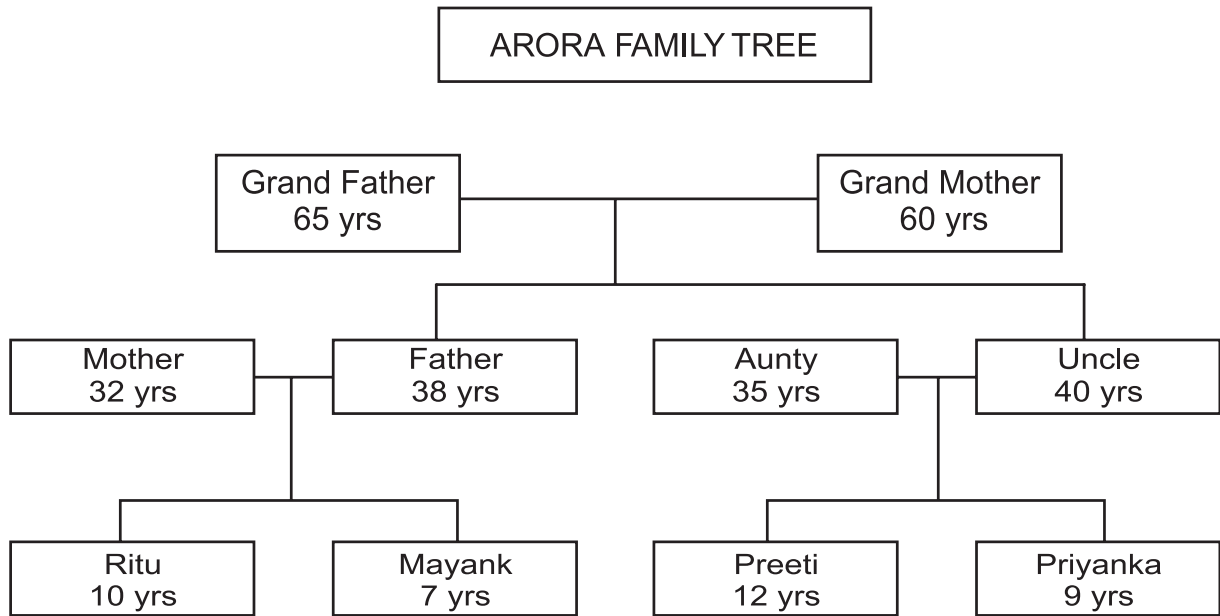 ARORA FAMILY TREE
Grand Father
65 yrs
Grand Mother
60 yrs
Mother
32 yrs
Father
38 yrs
Aunty
35 yrs
Uncle
40 yrs
Ritu
10 yrs
Mayank
7 yrs
Preeti
12 yrs
Priyanka
9 yrs